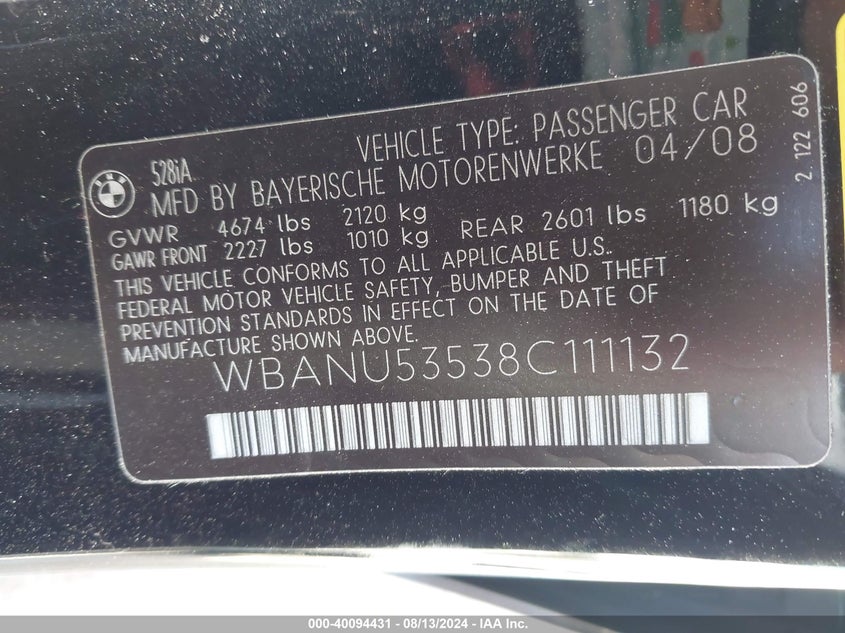 528iA
VEHICLE TYPE: PASSENGER CAR
MFD BY BAYERISCHE MOTORENWERKE 04/08
GVWR 4674 lbs 2120 kg
GAWR FRONT 2227 lbs 1010 kg REAR 2601 lbs 1180 kg
THIS VEHICLE CONFORMS TO ALL APPLICABLE U.S.
FEDERAL MOTOR VEHICLE SAFETY, BUMPER AND THEFT
PREVENTION STANDARDS IN EFFECT ON THE DATE OF
MANUFACTURE SHOWN ABOVE.
WBANU53538C111132
2 122 606
000-40094431 - 08/13/2024 - IAA Inc.